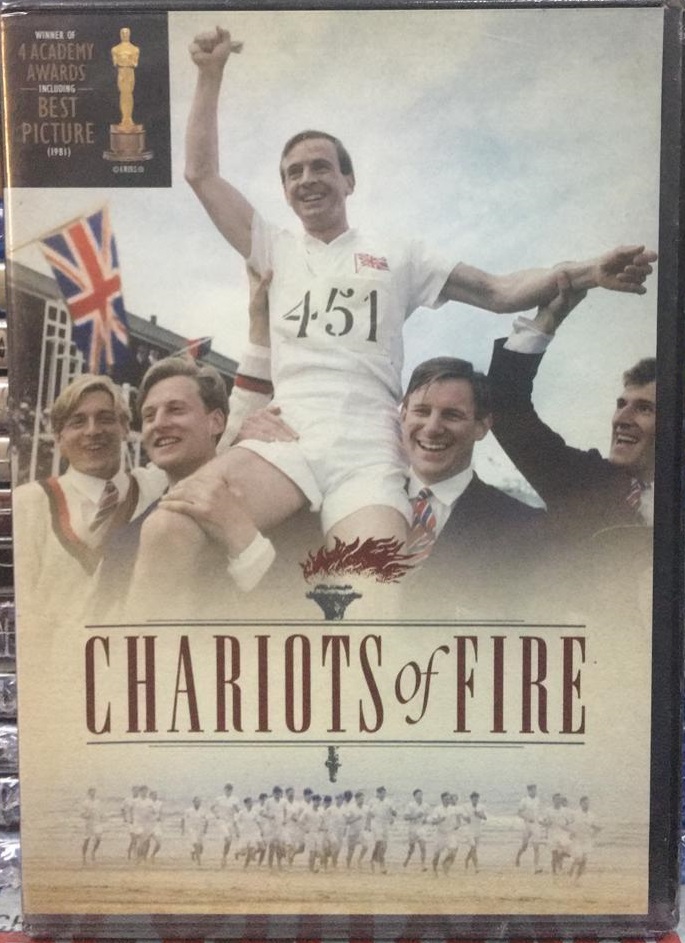 WINNER OF
4 ACADEMY
AWARDS
INCLUDING
BEST
PICTURE
(1981)
451
CHARIOTS of FIRE